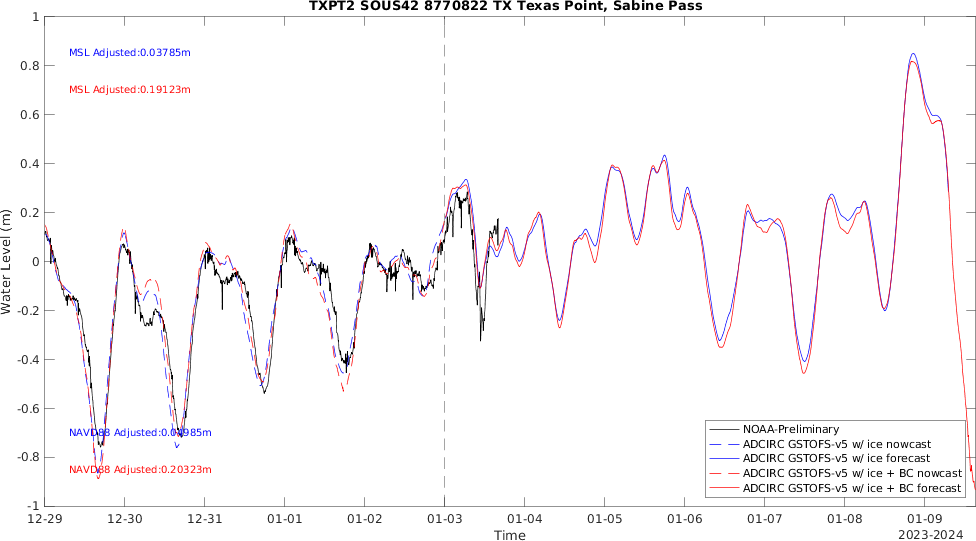 TXPT2 SOUS42 8770822 TX Texas Point, Sabine Pass
Water Level (m)
1
0.8
0.6
0.4
0.2
0
-0.2
-0.4
-0.6
-0.8
-1
MSL Adjusted:0.03785m
MSL Adjusted:0.19123m
NAVD88 Adjusted:0.04985m
NAVD88 Adjusted:0.20323m
NOAA-Preliminary
ADCIRC GSTOFS-v5 w/ ice nowcast
ADCIRC GSTOFS-v5 w/ ice forecast
ADCIRC GSTOFS-v5 w/ ice + BC nowcast
ADCIRC GSTOFS-v5 w/ ice + BC forecast
12-29 12-30 12-31 01-01 01-02 01-03 01-04 01-05 01-06 01-07 01-08 01-09
Time
2023-2024